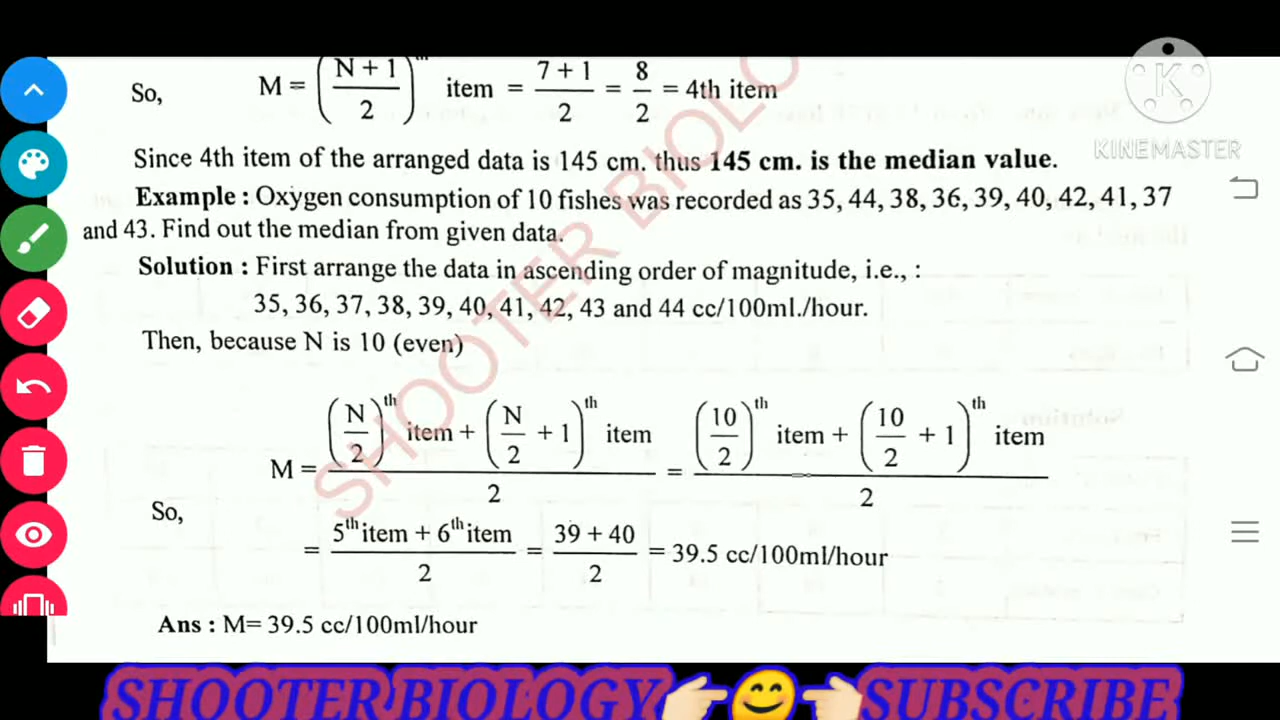 So, M = ( N + 1 / 2 )th item = 7 + 1 / 2 = 8 / 2 = 4th item
KINEMASTER
Since 4th item of the arranged data is 145 cm. thus 145 cm. is the median value.
Example : Oxygen consumption of 10 fishes was recorded as 35, 44, 38, 36, 39, 40, 42, 41, 37
and 43. Find out the median from given data.
Solution : First arrange the data in ascending order of magnitude, i.e., :
35, 36, 37, 38, 39, 40, 41, 42, 43 and 44 cc/100ml./hour.
Then, because N is 10 (even)
So, M = ( N / 2 )th item + ( N / 2 + 1 )th item / 2 = ( 10 / 2 )th item + ( 10 / 2 + 1 )th item / 2
= 5th item + 6th item / 2 = 39 + 40 / 2 = 39.5 cc/100ml/hour
Ans : M= 39.5 cc/100ml/hour
SHOOTER BIOLO
SHOOTER BIOLOGY 👉😊👈 SUBSCRIBE